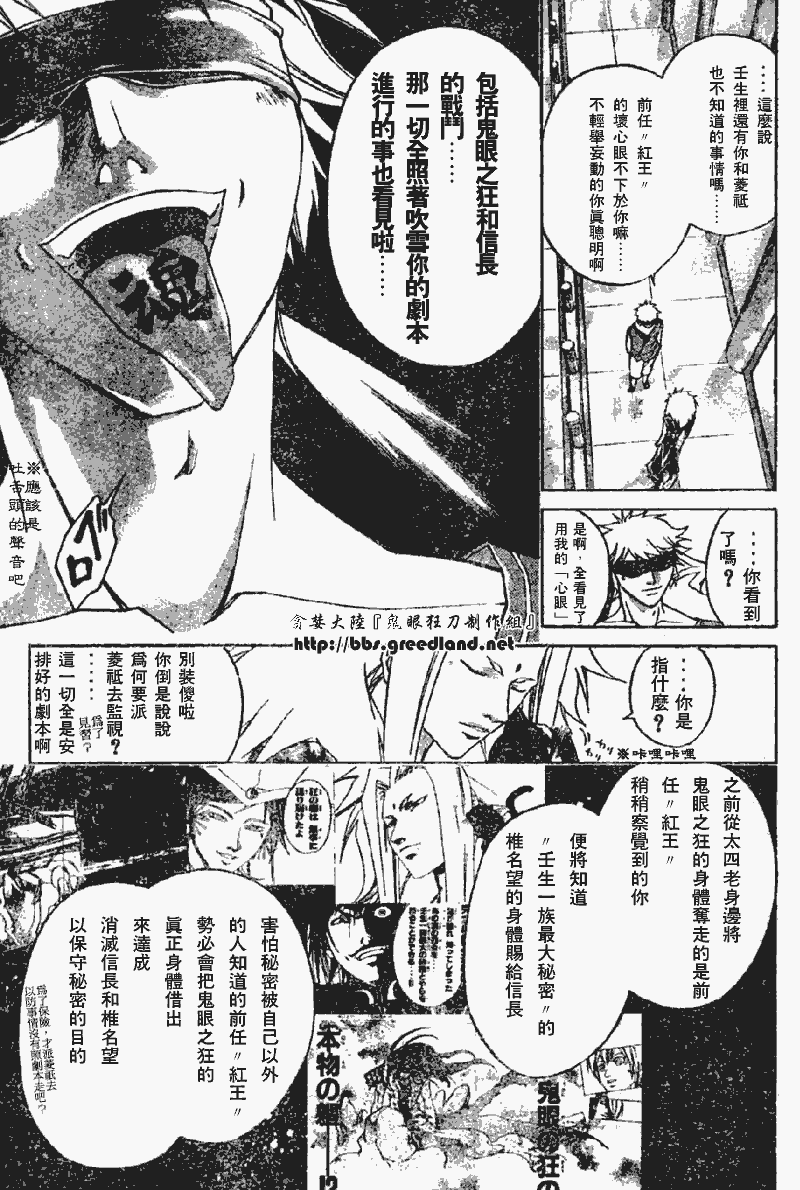 ‥‥這麼說
壬生裡還有你和菱祗
也不知道的事情嗎……
前任〝紅王〞
的壞心眼不下於你嘛……
不輕舉妄動的你真聰明啊
包括鬼眼之狂和信長
的戰鬥……
那一切全照著吹雪你的劇本
進行的事也看見啦……
魂
※應該是
吐舌頭的聲音吧
‥‥你看到
了嗎？
是啊，全看見了
用我的「心眼」
貪婪大陸『鬼眼狂刀制作組』
http://bbs.greedland.net
‥‥你是
指什麼？
※咔嘿咔嘿
別裝傻啦
你倒是說說
為何要派
菱祗去監視？
為了
見習？
‥‥
這一切全是安
排好的劇本啊
之前從太四老身邊將
鬼眼之狂的身體奪走的是前
任〝紅王〞
稍稍察覺到的你
便將知道
〝壬生一族最大秘密〞的
椎名望的身體賜給信長
害怕秘密被自己以外
的人知道的前任〝紅王〞
勢必會把鬼眼之狂的
真正身體借出
來達成
消滅信長和椎名望
以保守秘密的目的
為了保險，才派菱祗去
以防事情沒有照劇本走吧？
本物の軀──!?
鬼眼の狂の